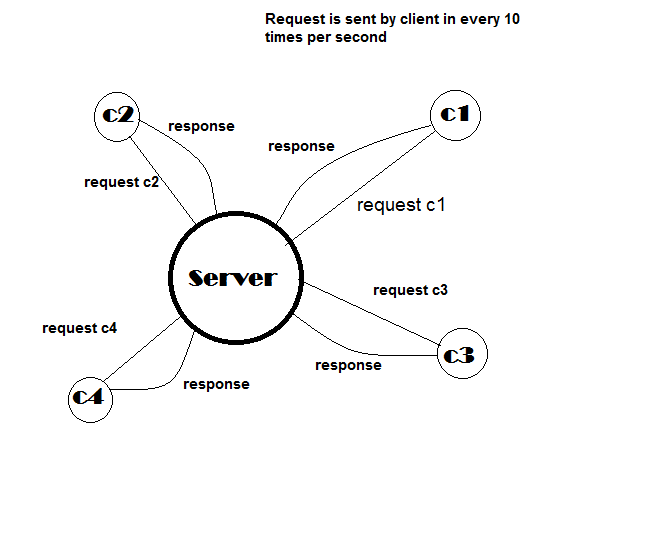 Request is sent by client in every 10
times per second
c2
c1
response
response
request c2
request c1
Server
request c3
request c4
c3
response
response
c4